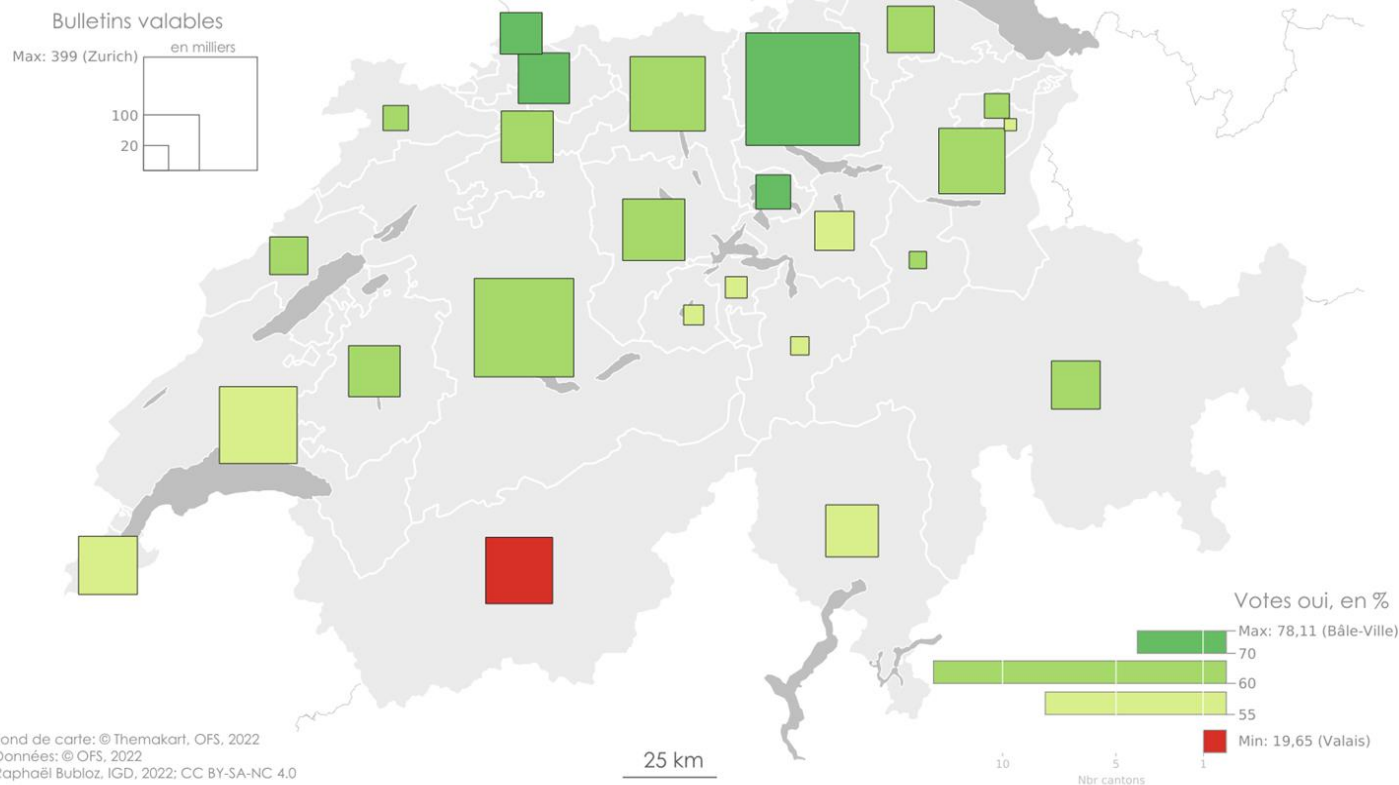 Bulletins valables
en milliers
Max: 399 (Zurich)
100
20
Votes oui, en %
Max: 78,11 (Bâle-Ville)
70
60
55
Min: 19,65 (Valais)
10 5 1
Nbr cantons
25 km
ond de carte: © Themakart, OFS, 2022
Données: © OFS, 2022
Raphaël Bubloz, IGD, 2022; CC BY-SA-NC 4.0